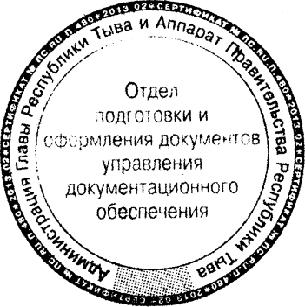 Администрация Главы Республики Тыва и Аппарат Правительства Республики Тыва
Отдел
подготовки и
оформления документов
управления
документационного
обеспечения